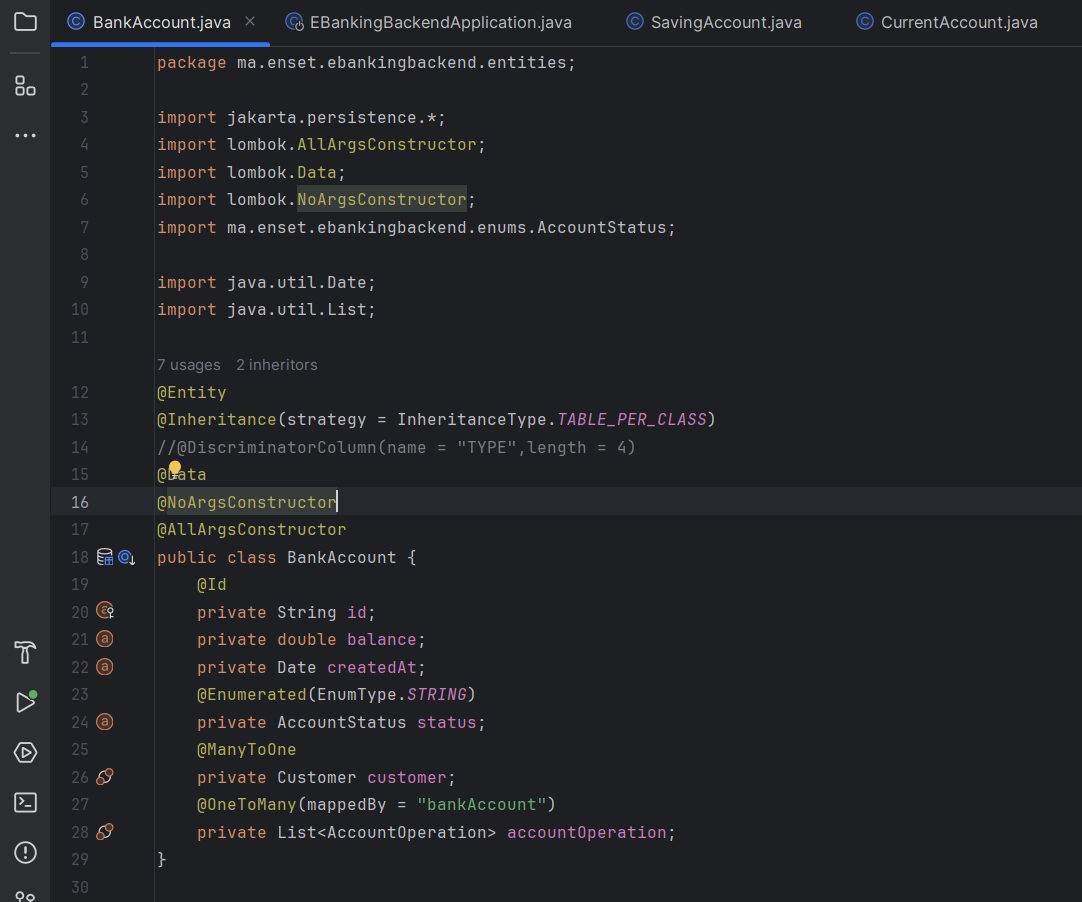 BankAccount.java EBankingBackendApplication.java SavingAccount.java CurrentAccount.java
1 package ma.enset.ebankingbackend.entities;
2
3 import jakarta.persistence.*;
4 import lombok.AllArgsConstructor;
5 import lombok.Data;
6 import lombok.NoArgsConstructor;
7 import ma.enset.ebankingbackend.enums.AccountStatus;
8
9 import java.util.Date;
10 import java.util.List;
11
7 usages 2 inheritors
12 @Entity
13 @Inheritance(strategy = InheritanceType.TABLE_PER_CLASS)
14 //@DiscriminatorColumn(name = "TYPE",length = 4)
15 @Data
16 @NoArgsConstructor
17 @AllArgsConstructor
18 public class BankAccount {
19 @Id
20 private String id;
21 private double balance;
22 private Date createdAt;
23 @Enumerated(EnumType.STRING)
24 private AccountStatus status;
25 @ManyToOne
26 private Customer customer;
27 @OneToMany(mappedBy = "bankAccount")
28 private List<AccountOperation> accountOperation;
29 }
30